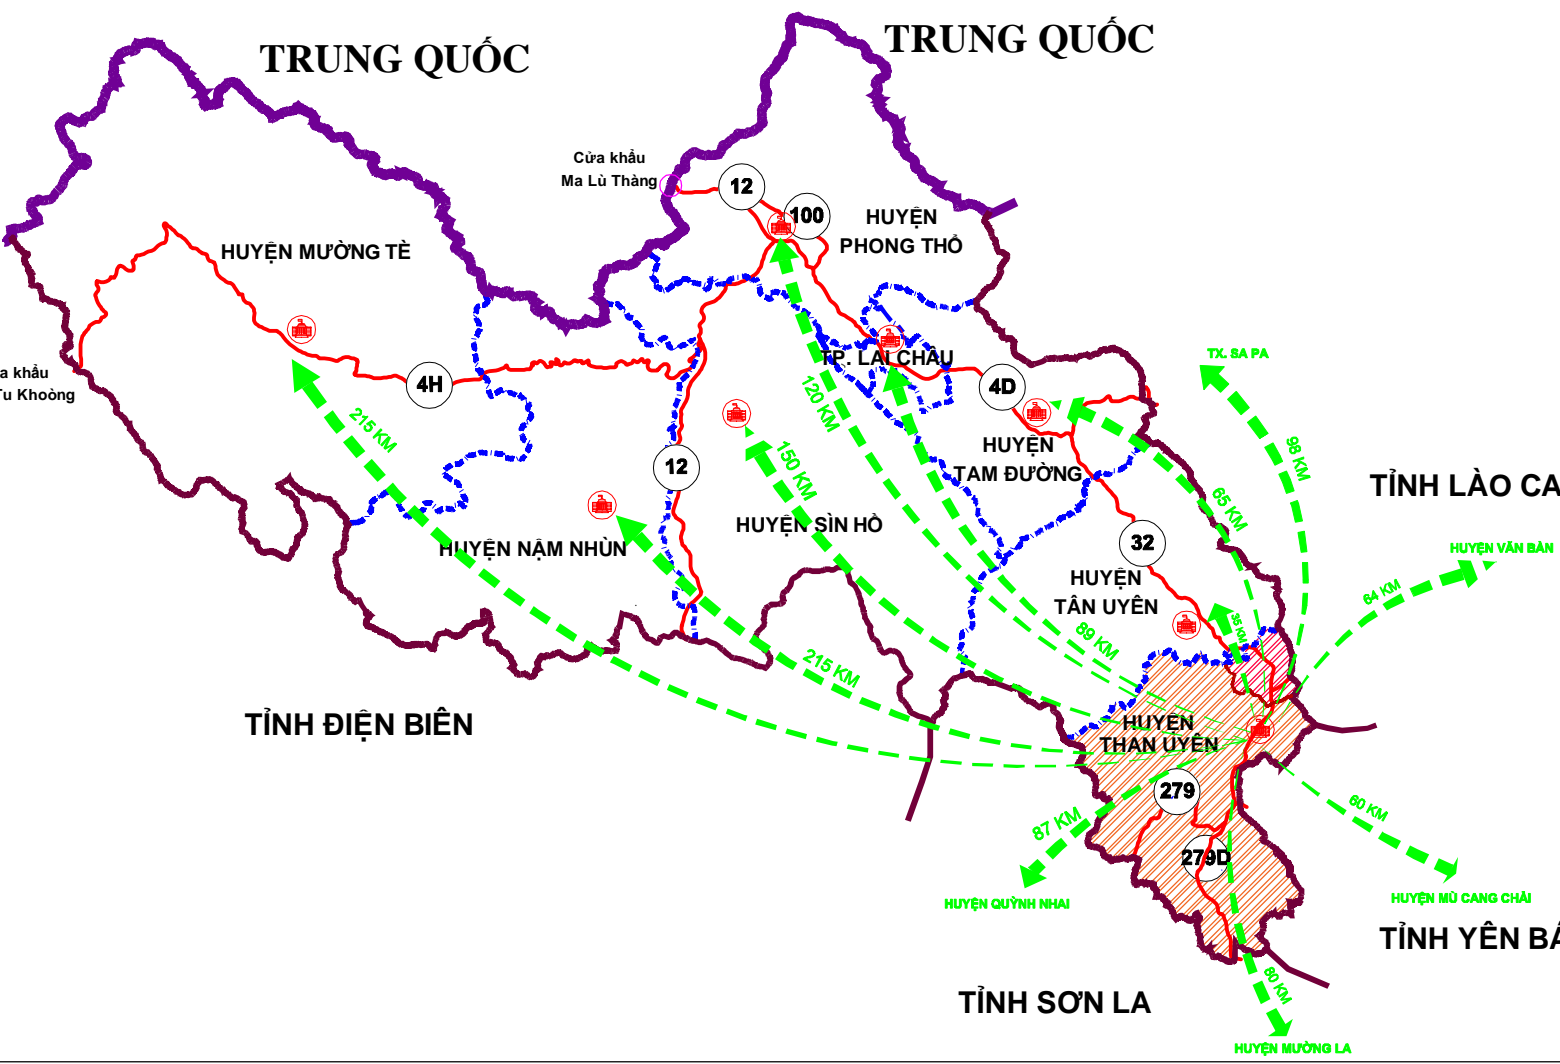 TRUNG QUỐC
TRUNG QUỐC
Cửa khẩu
Ma Lù Thàng
12
100
HUYỆN
PHONG THỔ
HUYỆN MƯỜNG TÈ
TP. LAI CHÂU
TX. SA PA
a khẩu
Tu Khoòng
4H
4D
120 KM
215 KM
HUYỆN
TAM ĐƯỜNG
98 KM
12
150 KM
65 KM
TỈNH LÀO CA
HUYỆN SÌN HỒ
HUYỆN NẬM NHÙN
32
HUYỆN VĂN BÀN
HUYỆN
TÂN UYÊN
64 KM
36 KM
89 KM
215 KM
TỈNH ĐIỆN BIÊN
HUYỆN
THAN UYÊN
279
60 KM
87 KM
279D
HUYỆN QUỲNH NHAI
HUYỆN MÙ CANG CHẢI
TỈNH YÊN BÁ
80 KM
TỈNH SƠN LA
HUYỆN MƯỜNG LA